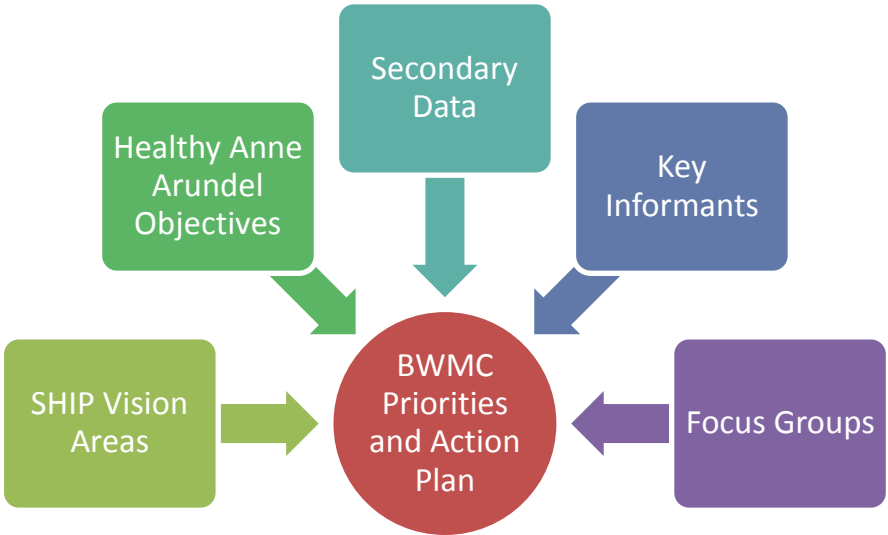 Secondary
Data
Healthy Anne
Arundel
Objectives
Key
Informants
SHIP Vision
Areas
BWMC
Priorities
and Action
Plan
Focus Groups